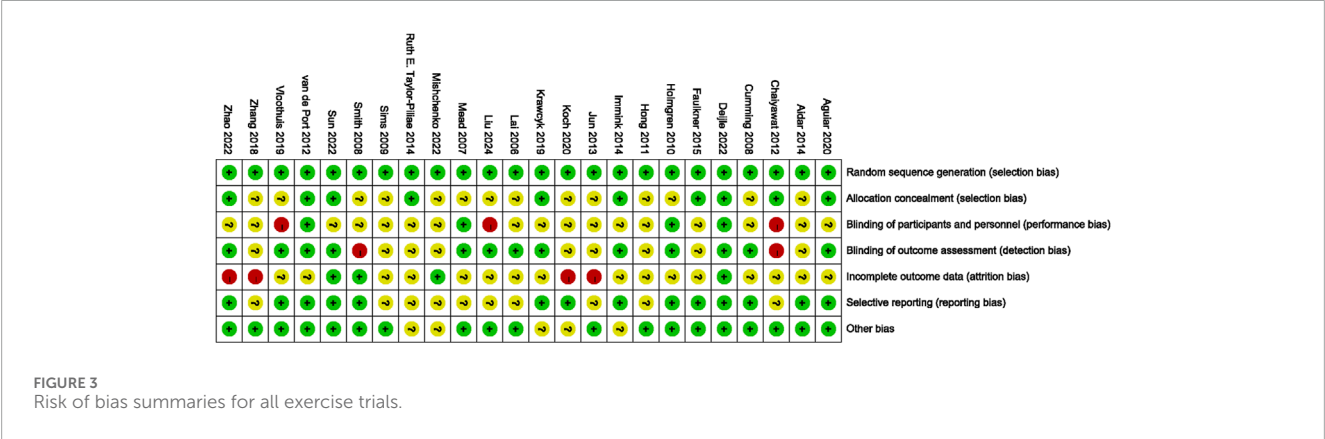 Zhao 2022
Zhang 2018
Vloothuis 2019
van de Port 2012
Sun 2022
Smith 2008
Sims 2009
Ruth E. Taylor-Piliae 2014
Mishchenko 2022
Mead 2007
Liu 2024
Lai 2006
Krawcyk 2019
Koch 2020
Jun 2013
Immink 2014
Hong 2011
Holmgren 2010
Faulkner 2015
Deijle 2022
Cumming 2008
Chaiyawat 2012
Aidar 2014
Aguiar 2020
+ + + + + + + + + + + + + + + + + + + + + + + + Random sequence generation (selection bias)
+ ? ? + + ? ? + ? ? ? ? + ? ? + ? ? + + ? + ? + Allocation concealment (selection bias)
? ? - + ? ? ? ? ? + - ? ? ? ? ? ? + ? + ? - ? ? Blinding of participants and personnel (performance bias)
+ ? + + + - ? ? ? + + + + ? ? + ? + ? + ? - ? + Blinding of outcome assessment (detection bias)
- - ? ? + + ? ? + ? ? ? ? - - ? ? ? ? + ? ? ? ? Incomplete outcome data (attrition bias)
+ ? + + + + ? ? ? ? ? ? + + ? + ? + + + + ? + + Selective reporting (reporting bias)
+ + + + + + + ? ? + + + ? ? + ? + + + + + + + + Other bias
FIGURE 3
Risk of bias summaries for all exercise trials.